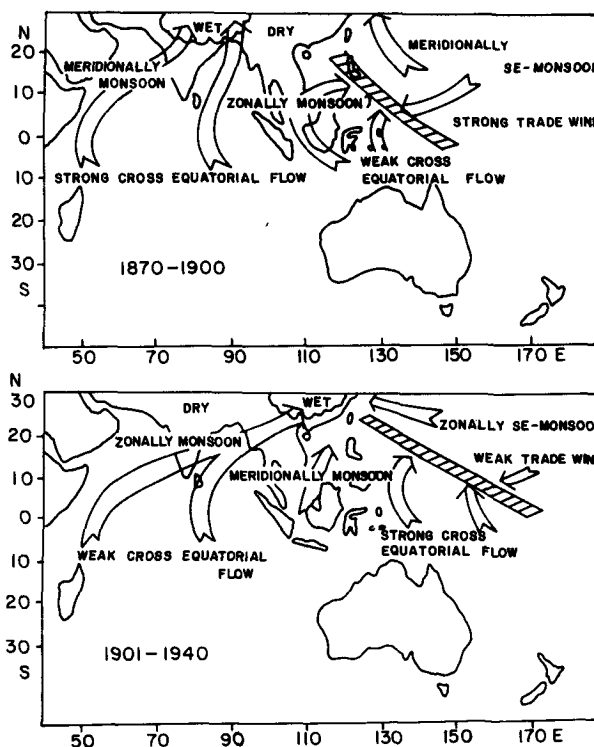 WET
DRY
N
20
MERIDIONALLY
MERIDIONALLY
MONSOON
SE-MONSOON
10
ZONALLY MONSOON
STRONG TRADE WIND
0
WEAK CROSS
EQUATORIAL FLOW
10
STRONG CROSS EQUATORIAL FLOW
20
30
S
1870-1900
50
70
90
110
130
150
170 E
N
30
DRY
WET
ZONALLY SE-MONSOO
20
ZONALLY MONSOON
WEAK TRADE WIN
10
MERIDIONALLY MONSOON
0
STRONG CROSS
EQUATORIAL FLOW
WEAK CROSS EQUATORIAL
FLOW
10
20
30
S
1901-1940
50
70
90
110
130
150
170 E